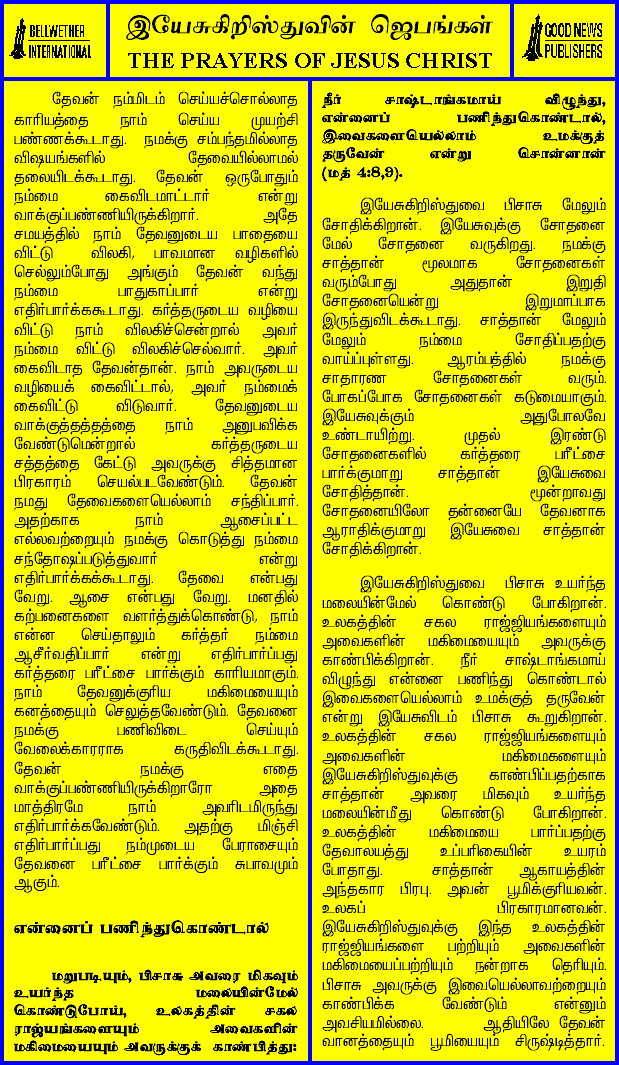 BELLWETHER
INTERNATIONAL
இயேசுகிறிஸ்துவின் ஜெபங்கள்
THE PRAYERS OF JESUS CHRIST
GOOD NEWS
PUBLISHERS
தேவன் நம்மிடம் செய்யச்சொல்லாத
காரியத்தை நாம் செய்ய முயற்சி
பண்ணக்கூடாது. நமக்கு சம்பந்தமில்லாத
விஷயங்களில் தேவையில்லாமல்
தலையிடக்கூடாது. தேவன் ஒருபோதும்
நம்மை கைவிடமாட்டார் என்று
வாக்குப்பண்ணியிருக்கிறார். அதே
சமயத்தில் நாம் தேவனுடைய பாதையை
விட்டு விலகி, பாவமான வழிகளில்
செல்லும்போது அங்கும் தேவன் வந்து
நம்மை பாதுகாப்பார் என்று
எதிர்பார்க்ககூடாது. கர்த்தருடைய வழியை
விட்டு நாம் விலகிச்சென்றால் அவர்
நம்மை விட்டு விலகிச்செல்வார். அவர்
கைவிடாத தேவன்தான். நாம் அவருடைய
வழியைக் கைவிட்டால், அவர் நம்மைக்
கைவிட்டு விடுவார். தேவனுடைய
வாக்குத்தத்தத்தை நாம் அனுபவிக்க
வேண்டுமென்றால் கர்த்தருடைய
சத்தத்தை கேட்டு அவருக்கு சித்தமான
பிரகாரம் செயல்படவேண்டும். தேவன்
நமது தேவைகளையெல்லாம் சந்திப்பார்.
அதற்காக நாம் ஆசைப்பட்ட
எல்லவற்றையும் நமக்கு கொடுத்து நம்மை
சந்தோஷப்படுத்துவார் என்று
எதிர்பார்க்கக்கூடாது. தேவை என்பது
வேறு. ஆசை என்பது வேறு. மனதில்
கற்பனைகளை வளர்த்துக்கொண்டு, நாம்
என்ன செய்தாலும் கர்த்தர் நம்மை
ஆசீர்வதிப்பார் என்று எதிர்பார்ப்பது
கர்த்தரை பரீட்சை பார்க்கும் காரியமாகும்.
நாம் தேவனுக்குரிய மகிமையையும்
கனத்தையும் செலுத்தவேண்டும். தேவனை
நமக்கு பணிவிடை செய்யும்
வேலைக்காரராக கருதிவிடக்கூடாது.
தேவன் நமக்கு எதை
வாக்குப்பண்ணியிருக்கிறாரோ அதை
மாத்திரமே நாம் அவரிடமிருந்து
எதிர்பார்க்கவேண்டும். அதற்கு மிஞ்சி
எதிர்பார்ப்பது நம்முடைய பேராசையும்
தேவனை பரீட்சை பார்க்கும் சுபாவமும்
ஆகும்.
என்னைப் பணிந்துகொண்டால்
மறுபடியும், பிசாசு அவரை மிகவும்
உயர்ந்த மலையின்மேல்
கொண்டுபோய், உலகத்தின் சகல
ராஜ்யங்களையும் அவைகளின்
மகிமையையும் அவருக்குக் காண்பித்து:
நீர் சாஷ்டாங்கமாய் விழுந்து,
என்னைப் பணிந்துகொண்டால்,
இவைகளையெல்லாம் உமக்குத்
தருவேன் என்று சொன்னான்
(மத் 4:8,9).
இயேசுகிறிஸ்துவை பிசாசு மேலும்
சோதிக்கிறான். இயேசுவுக்கு சோதனை
மேல் சோதனை வருகிறது. நமக்கு
சாத்தான் மூலமாக சோதனைகள்
வரும்போது அதுதான் இறுதி
சோதனையென்று இறுமாப்பாக
இருந்துவிடக்கூடாது. சாத்தான் மேலும்
மேலும் நம்மை சோதிப்பதற்கு
வாய்ப்புள்ளது. ஆரம்பத்தில் நமக்கு
சாதாரண சோதனைகள் வரும்.
போகப்போக சோதனைகள் கடுமையாகும்.
இயேசுவுக்கும் அதுபோலவே
உண்டாயிற்று. முதல் இரண்டு
சோதனைகளில் கர்த்தரை பரீட்சை
பார்க்குமாறு சாத்தான் இயேசுவை
சோதித்தான். மூன்றாவது
சோதனையிலோ தன்னையே தேவனாக
ஆராதிக்குமாறு இயேசுவை சாத்தான்
சோதிக்கிறான்.
இயேசுகிறிஸ்துவை பிசாசு உயர்ந்த
மலையின்மேல் கொண்டு போகிறான்.
உலகத்தின் சகல ராஜ்ஜியங்களையும்
அவைகளின் மகிமையையும் அவருக்கு
காண்பிக்கிறான். நீர் சாஷ்டாங்கமாய்
விழுந்து என்னை பணிந்து கொண்டால்
இவைகளையெல்லாம் உமக்குத் தருவேன்
என்று இயேசுவிடம் பிசாசு கூறுகிறான்.
உலகத்தின் சகல ராஜ்ஜியங்களையும்
அவைகளின் மகிமைகளையும்
இயேசுகிறிஸ்துவுக்கு காண்பிப்பதற்காக
சாத்தான் அவரை மிகவும் உயர்ந்த
மலையின்மீது கொண்டு போகிறான்.
உலகத்தின் மகிமையை பார்ப்பதற்கு
தேவாலயத்து உப்பரிகையின் உயரம்
போதாது. சாத்தான் ஆகாயத்தின்
அந்தகார பிரபு. அவன் பூமிக்குரியவன்.
உலகப் பிரகாரமானவன்.
இயேசுகிறிஸ்துவுக்கு இந்த உலகத்தின்
ராஜ்ஜியங்களை பற்றியும் அவைகளின்
மகிமையைப்பற்றியும் நன்றாக தெரியும்.
பிசாசு அவருக்கு இவையெல்லாவற்றையும்
காண்பிக்க வேண்டும் என்னும்
அவசியமில்லை. ஆதியிலே தேவன்
வானத்தையும் பூமியையும் சிருஷ்டித்தார்.